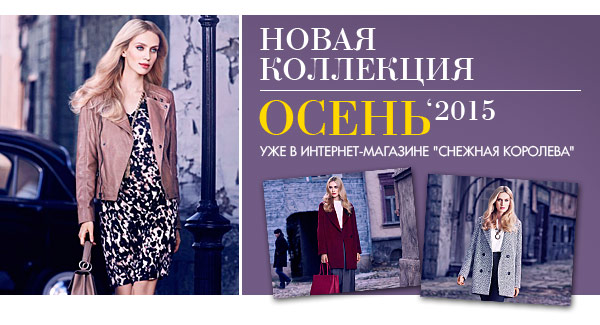 НОВАЯ
КОЛЛЕКЦИЯ
ОСЕНЬ‘2015
УЖЕ В ИНТЕРНЕТ-МАГАЗИНЕ "СНЕЖНАЯ КОРОЛЕВА"